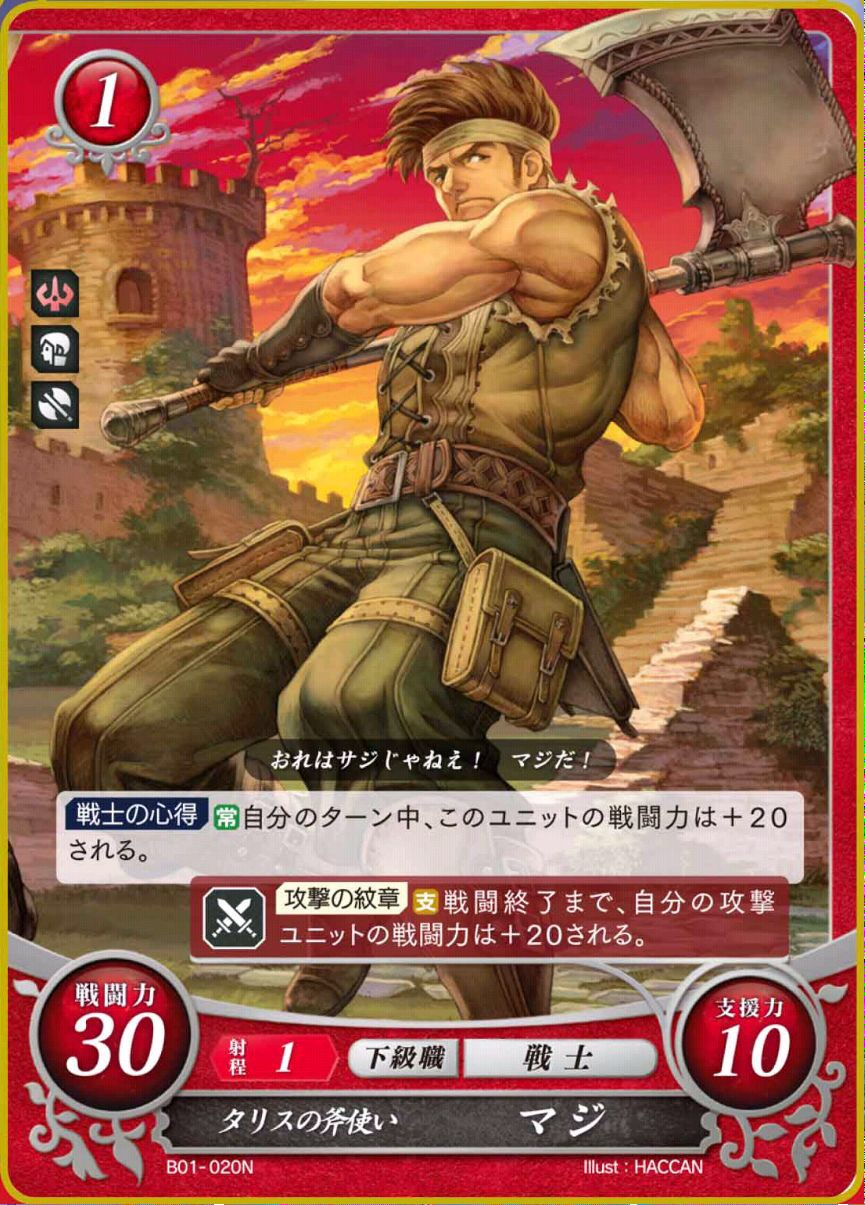 1
おれはサジじゃねえ！　マジだ！
戦士の心得 常 自分のターン中、このユニットの戦闘力は＋20
される。
攻撃の紋章 支 戦闘終了まで、自分の攻撃
ユニットの戦闘力は＋20される。
戦闘力
30
射程 1 下級職 戦士
支援力
10
タリスの斧使い マジ
B01-020N Illust：HACCAN